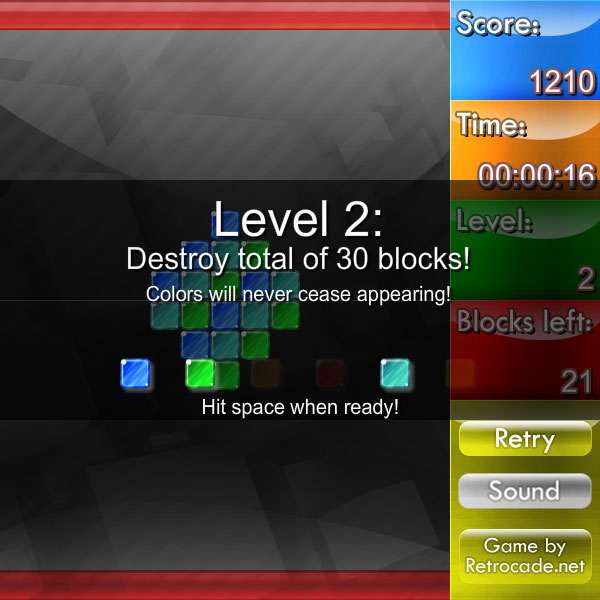 Score:
1210
Time:
00:00:16
Level:
2
Blocks left:
21
Level 2:
Destroy total of 30 blocks!
Colors will never cease appearing!
Hit space when ready!
Retry
Sound
Game by
Retrocade.net